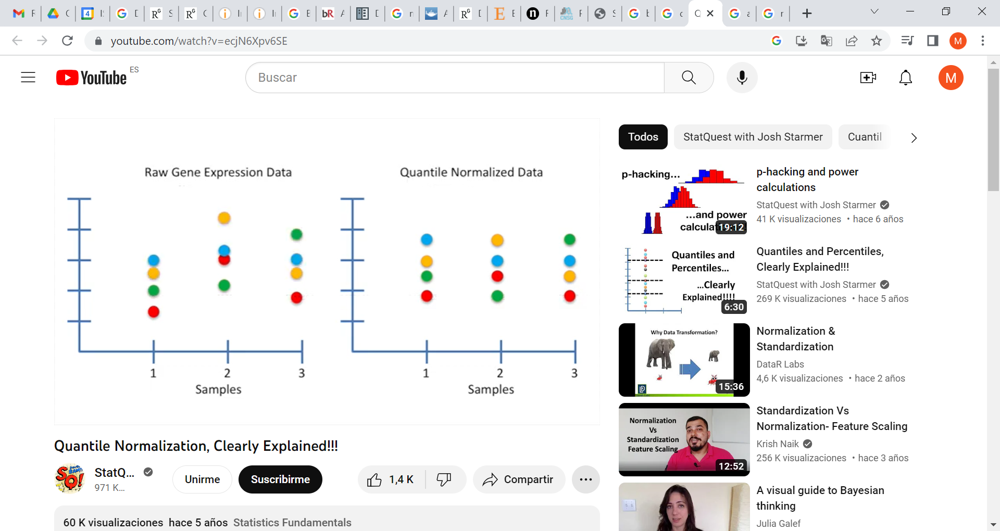 youtube.com/watch?v=ecjN6Xpv6SE
M
YouTube ES
Buscar
M
Raw Gene Expression Data
Quantile Normalized Data
1 2 3
Samples
1 2 3
Samples
Quantile Normalization, Clearly Explained!!!
StatQ...
971 K...
Unirme
Suscribirme
1,4 K
Compartir
60 K visualizaciones hace 5 años Statistics Fundamentals
Todos
StatQuest with Josh Starmer
Cuantil
p-hacking...
...and power
19:12
p-hacking and power
calculations
StatQuest with Josh Starmer
41 K visualizaciones • hace 6 años
Quantiles and
Percentiles...
...Clearly
Explained!!!!
6:30
Quantiles and Percentiles,
Clearly Explained!!!
StatQuest with Josh Starmer
269 K visualizaciones • hace 5 años
Why Data Transformation?
15:36
Normalization &
Standardization
DataR Labs
4,6 K visualizaciones • hace 2 años
Normalization
Vs
Standardization
Feature Scaling
12:52
Standardization Vs
Normalization- Feature Scaling
Krish Naik
256 K visualizaciones • hace 3 años
A visual guide to Bayesian
thinking
Julia Galef